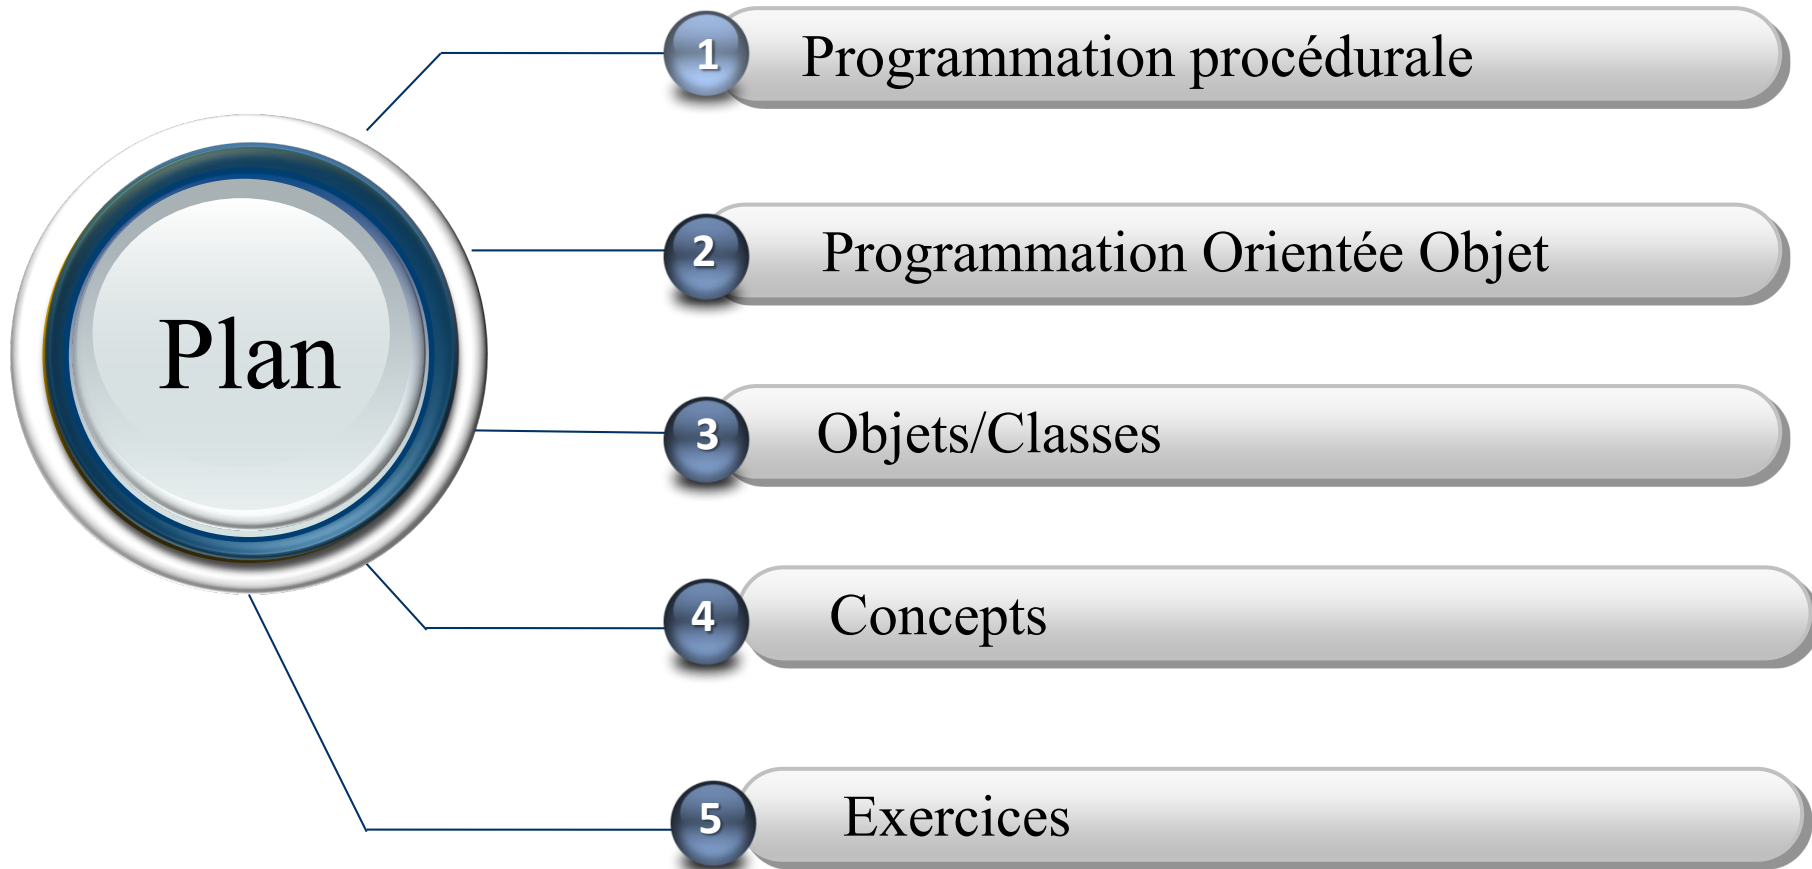 Plan
1 Programmation procédurale
2 Programmation Orientée Objet
3 Objets/Classes
4 Concepts
5 Exercices